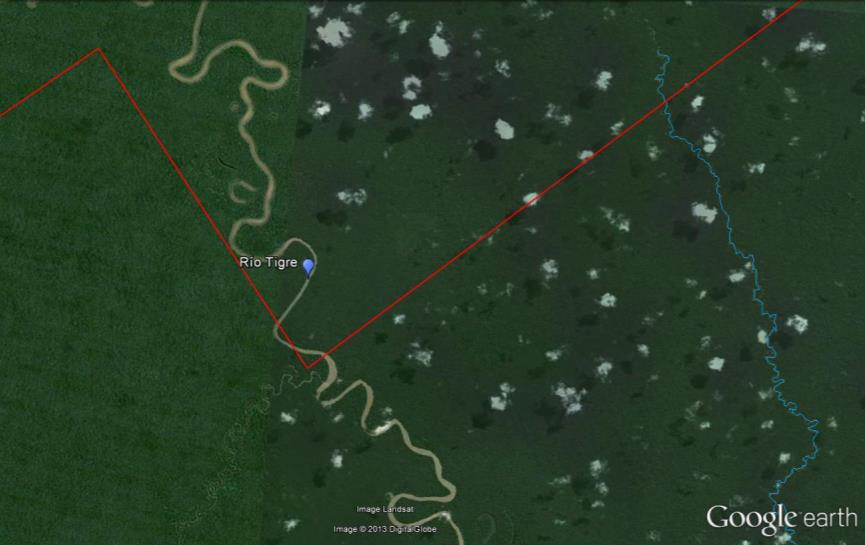 Rio Tigre
Image Landsat
Image © 2013 DigitalGlobe
Google earth